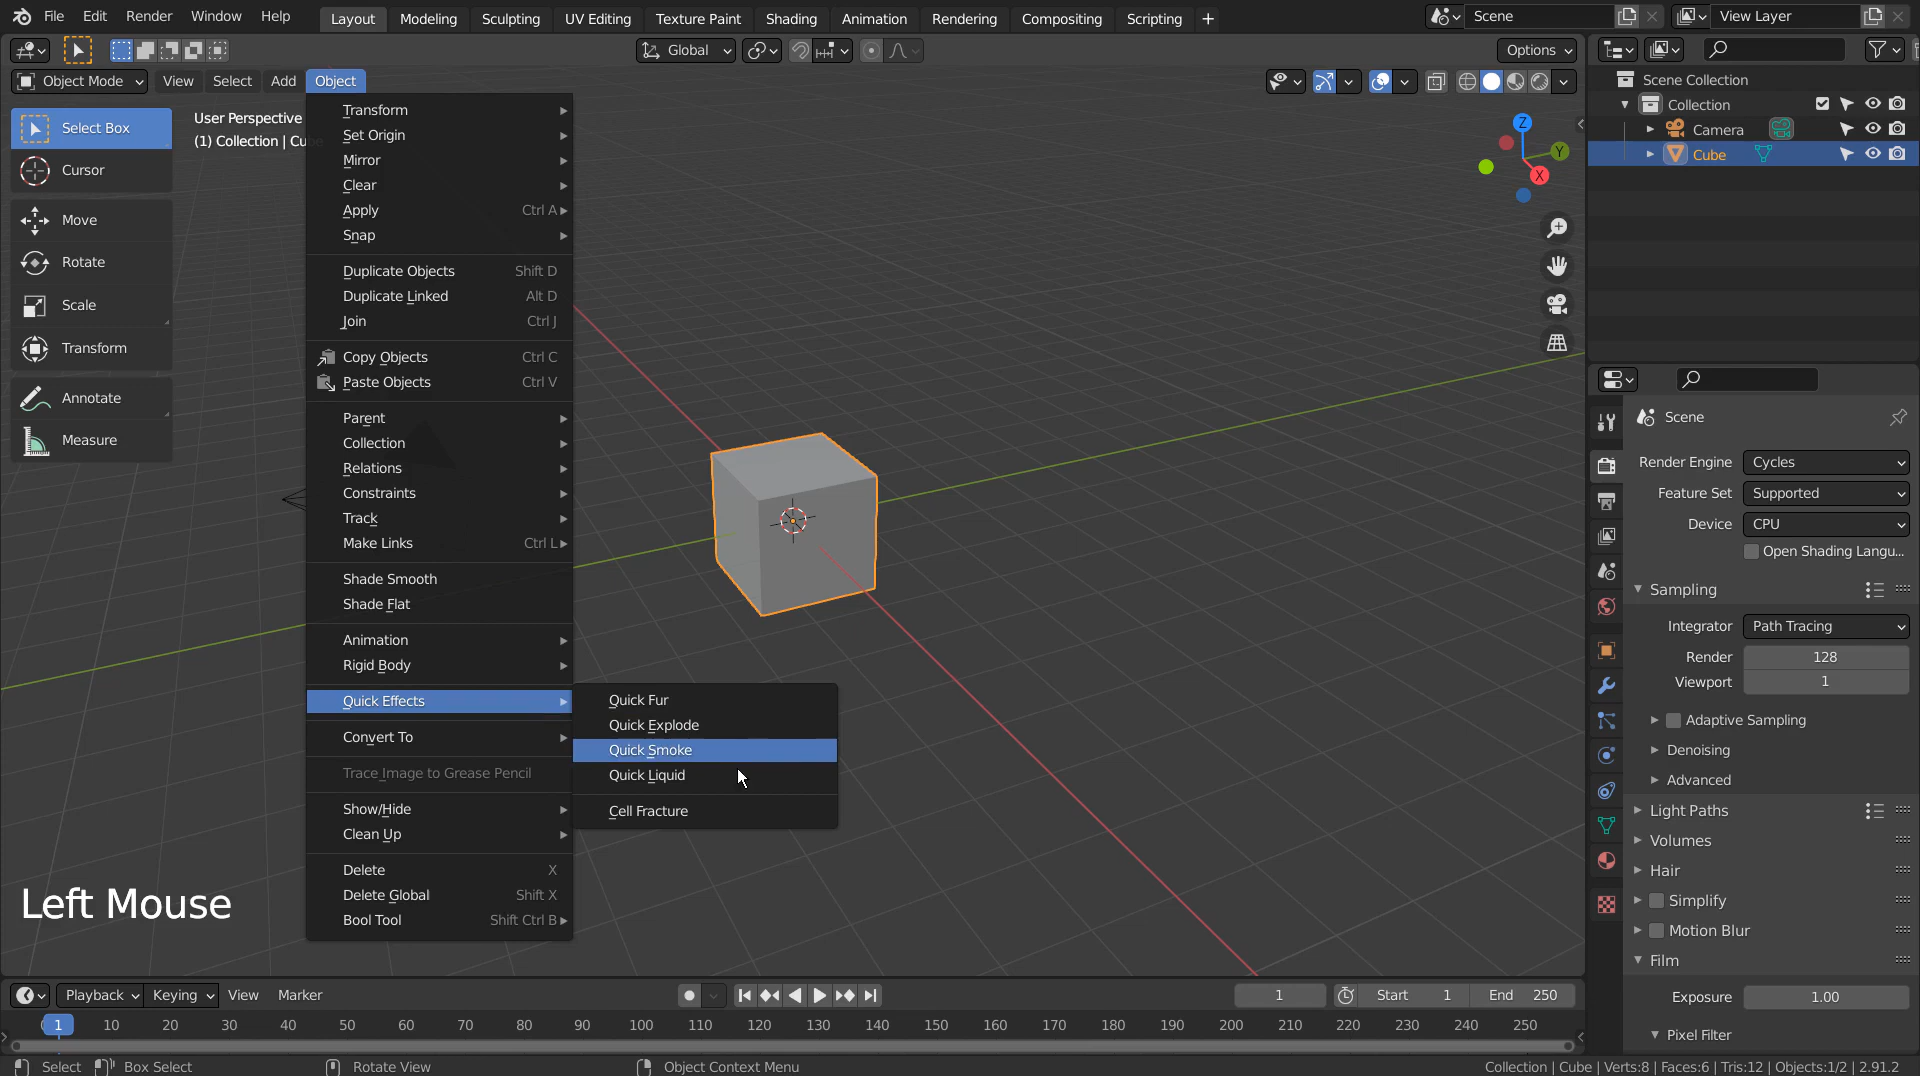 File Edit Render Window Help Layout Modeling Sculpting UV Editing Texture Paint Shading Animation Rendering Compositing Scripting + Scene View Layer
Global Options
Object Mode View Select Add Object
User Perspective
(1) Collection | Cube
Select Box
Cursor
Move
Rotate
Scale
Transform
Annotate
Measure
Transform
Set Origin
Mirror
Clear
Apply Ctrl A
Snap
Duplicate Objects Shift D
Duplicate Linked Alt D
Join Ctrl J
Copy Objects Ctrl C
Paste Objects Ctrl V
Parent
Collection
Relations
Constraints
Track
Make Links Ctrl L
Shade Smooth
Shade Flat
Animation
Rigid Body
Quick Effects
Convert To
Trace Image to Grease Pencil
Show/Hide
Clean Up
Delete X
Delete Global Shift X
Bool Tool Shift Ctrl B
Quick Fur
Quick Explode
Quick Smoke
Quick Liquid
Cell Fracture
Z
Y
X
Left Mouse
Scene Collection
Collection
Camera
Cube
Scene
Render Engine Cycles
Feature Set Supported
Device CPU
Open Shading Langu...
Sampling
Integrator Path Tracing
Render 128
Viewport 1
Adaptive Sampling
Denoising
Advanced
Light Paths
Volumes
Hair
Simplify
Motion Blur
Film
Exposure 1.00
Pixel Filter
Playback Keying View Marker 1 Start 1 End 250
1 10 20 30 40 50 60 70 80 90 100 110 120 130 140 150 160 170 180 190 200 210 220 230 240 250
Select Box Select Rotate View Object Context Menu Collection | Cube | Verts:8 | Faces:6 | Tris:12 | Objects:1/2 | 2.91.2